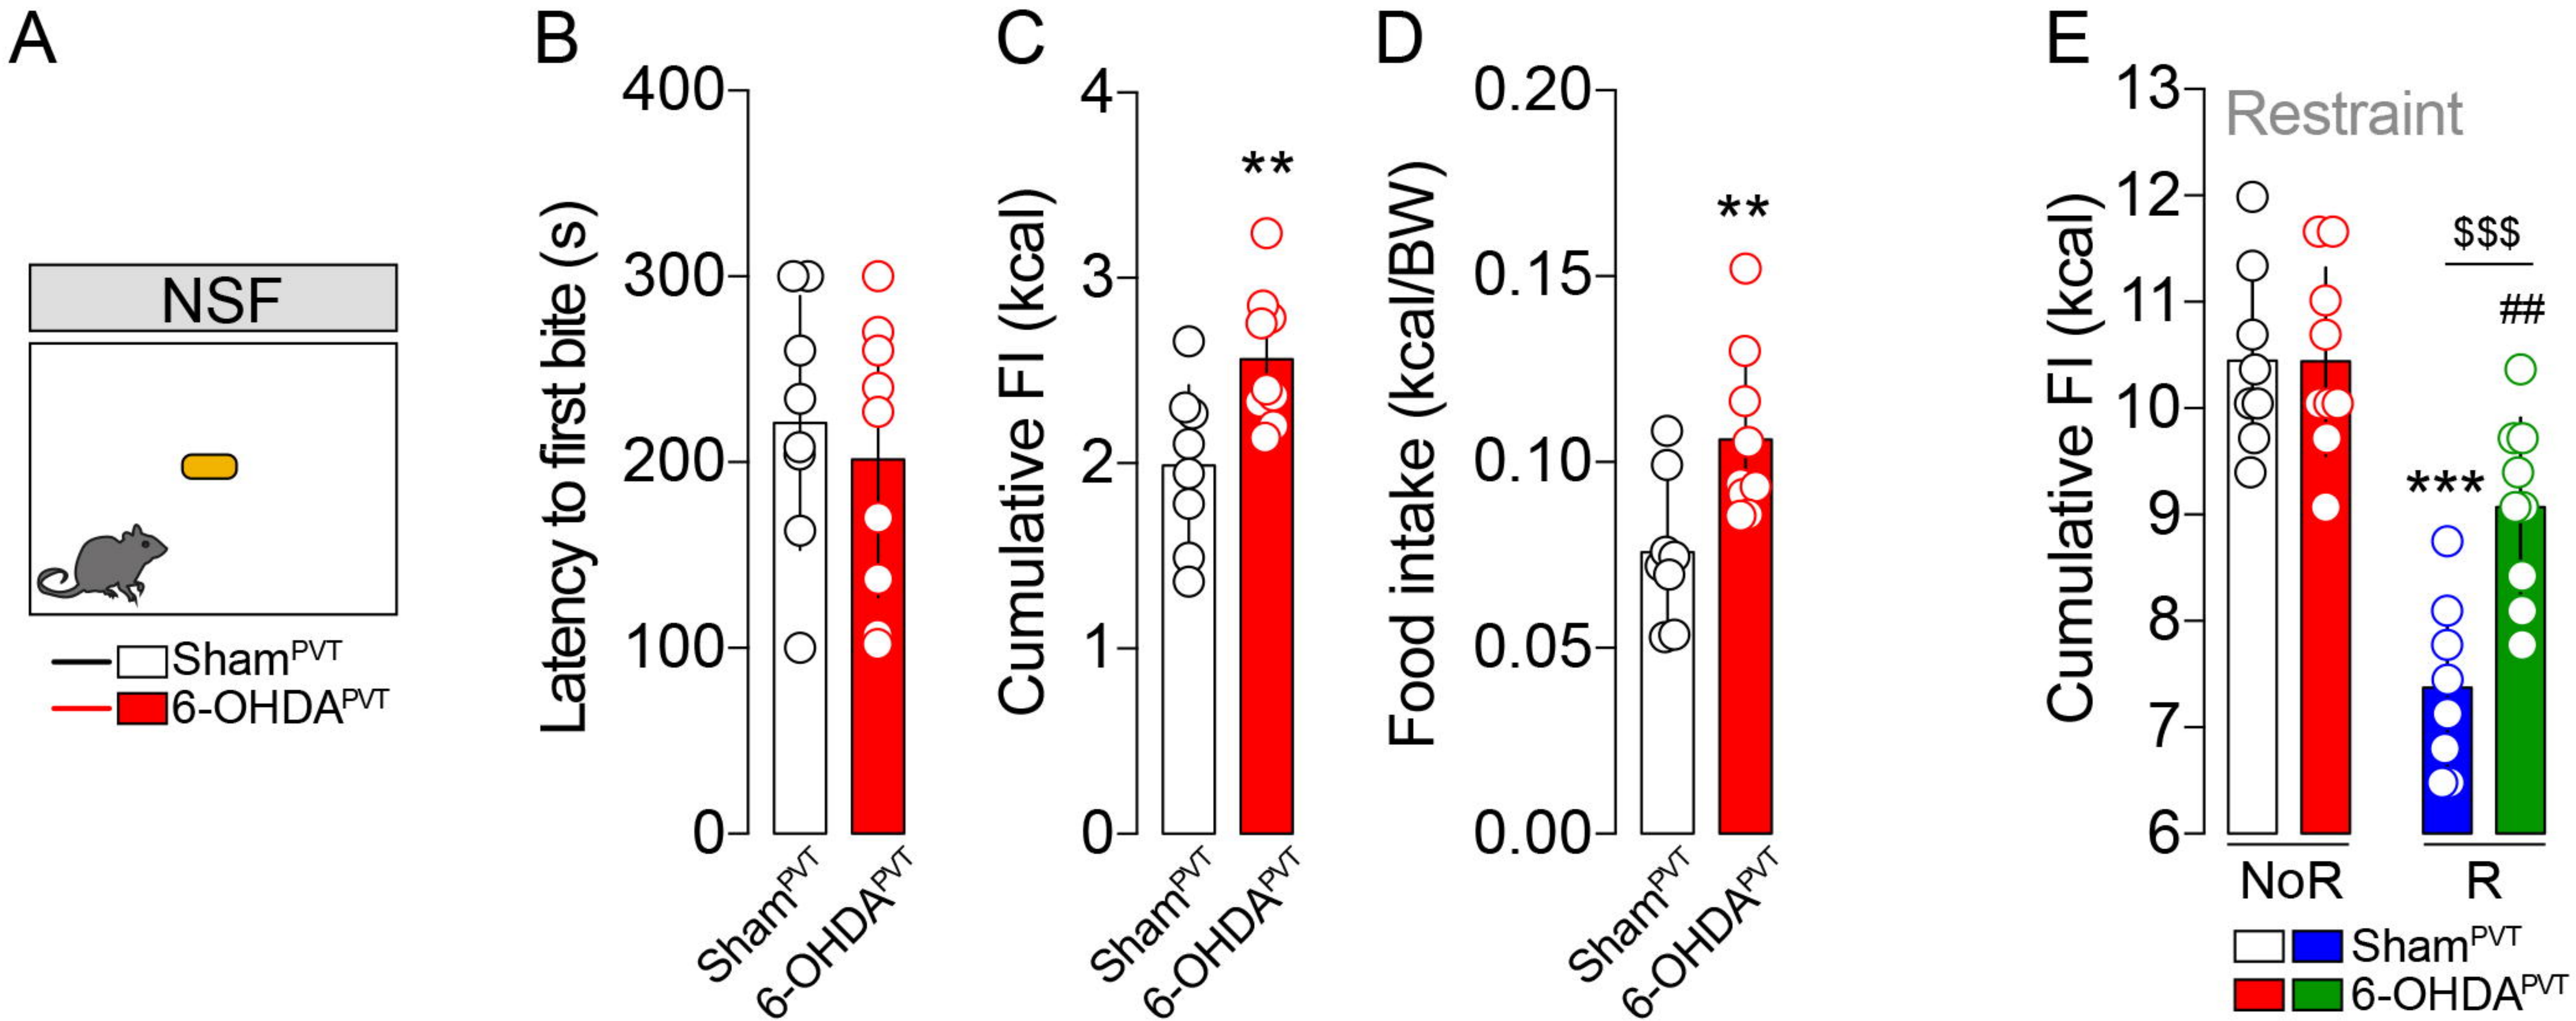 A
NSF
Sham^PVT
6-OHDA^PVT
B
Latency to first bite (s)
400
300
200
100
0
Sham^PVT
6-OHDA^PVT
C
Cumulative FI (kcal)
4
3
2
1
0
**
Sham^PVT
6-OHDA^PVT
D
Food intake (kcal/BW)
0.20
0.15
0.10
0.05
0.00
**
Sham^PVT
6-OHDA^PVT
E
Restraint
Cumulative FI (kcal)
13
12
11
10
9
8
7
6
$$$
##
***
NoR
R
Sham^PVT
6-OHDA^PVT